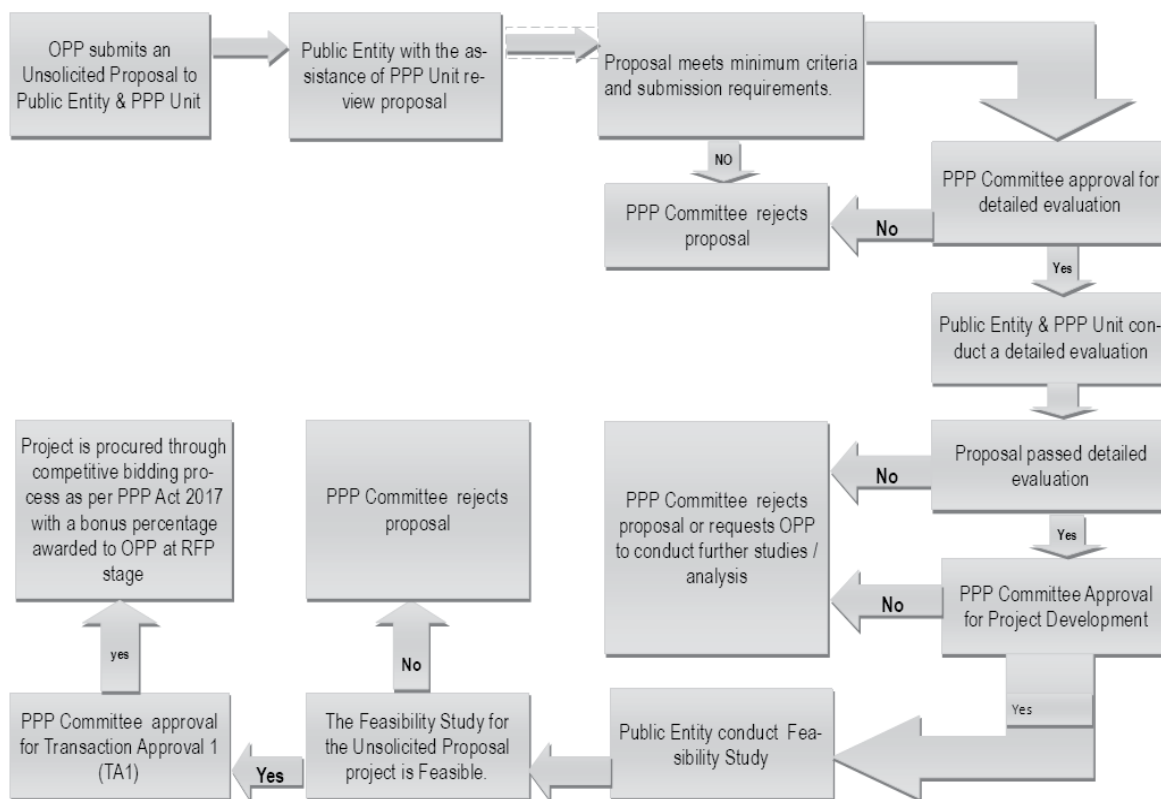 OPP submits an
Unsolicited Proposal to
Public Entity & PPP Unit
Public Entity with the as-
sistance of PPP Unit re-
view proposal
Proposal meets minimum criteria
and submission requirements.
NO
PPP Committee rejects
proposal
PPP Committee approval for
detailed evaluation
No
Yes
Public Entity & PPP Unit con-
duct a detailed evaluation
Proposal passed detailed
evaluation
No
Yes
PPP Committee rejects
proposal or requests OPP
to conduct further studies /
analysis
PPP Committee Approval
for Project Development
No
Yes
Public Entity conduct Fea-
sibility Study
The Feasibility Study for
the Unsolicited Proposal
project is Feasible.
No
PPP Committee rejects
proposal
Yes
PPP Committee approval
for Transaction Approval 1
(TA1)
yes
Project is procured through
competitive bidding pro-
cess as per PPP Act 2017
with a bonus percentage
awarded to OPP at RFP
stage